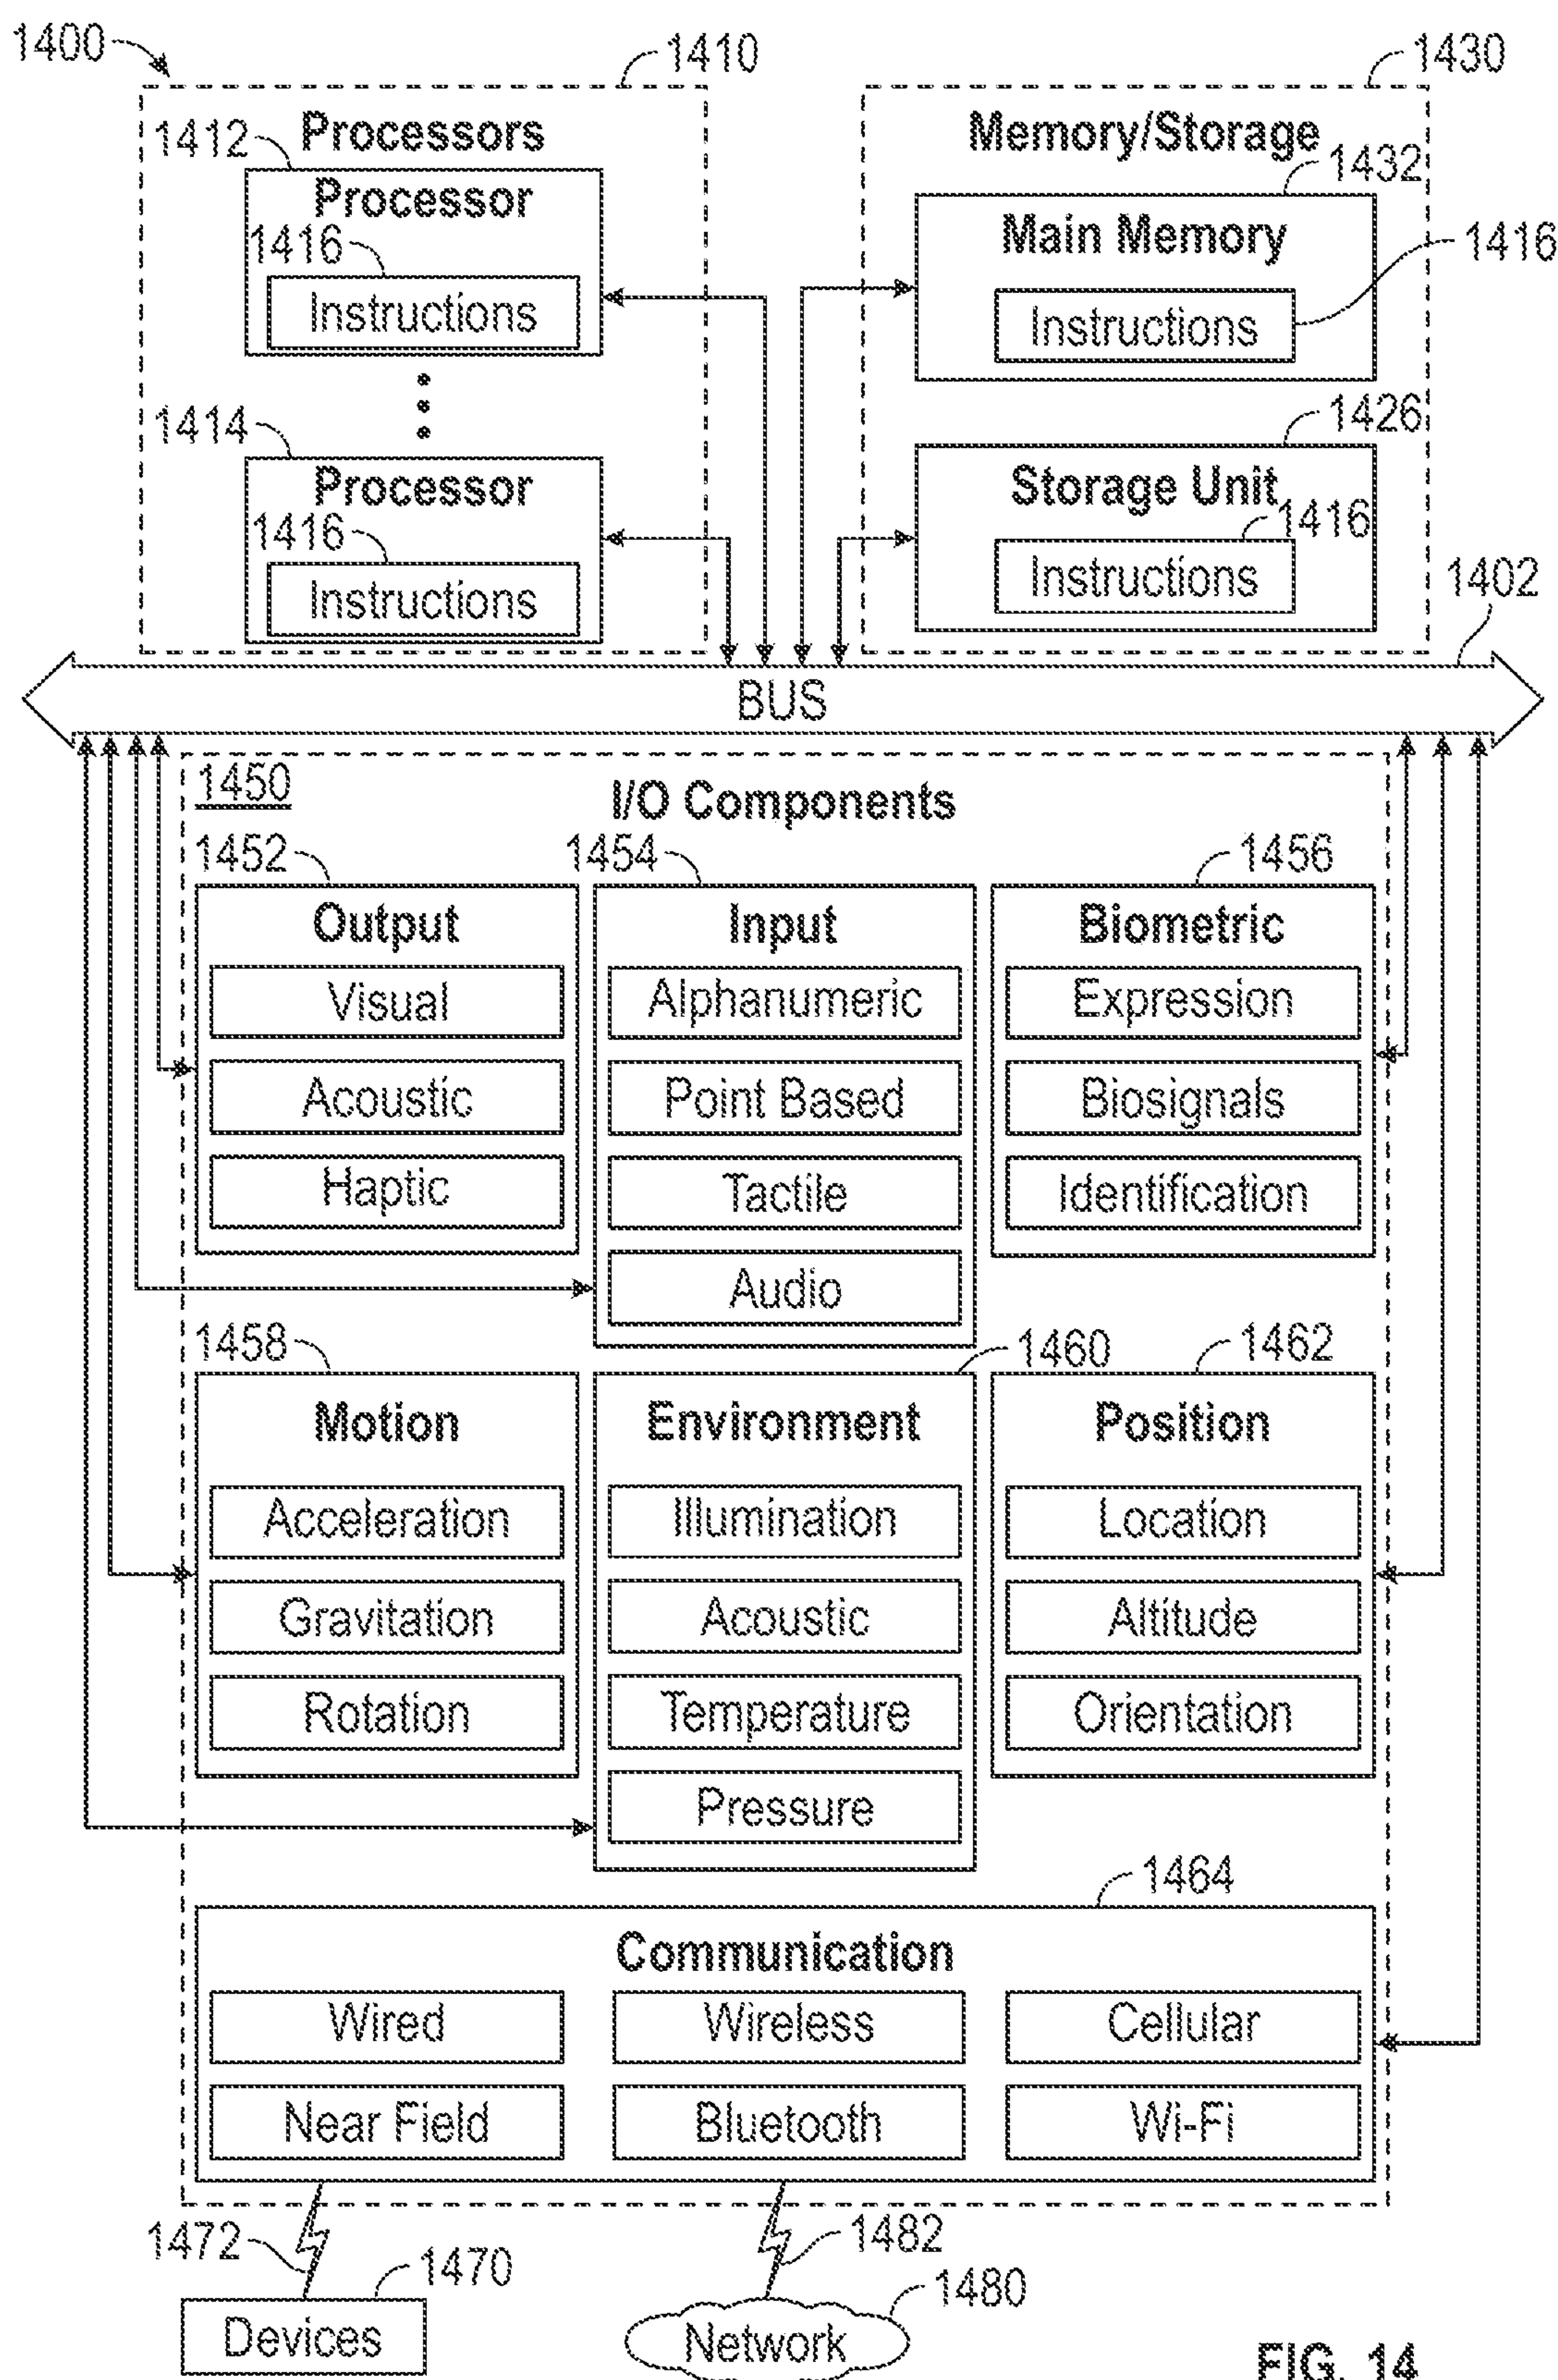 1400
1410
1430
Processors
Memory/Storage
1412
1432
Processor
Main Memory
1416
1416
Instructions
Instructions
1414
1426
Processor
Storage Unit
1416
1416
Instructions
Instructions
1402
BUS
1450
I/O Components
1452
1454
1456
Output
Input
Biometric
Visual
Alphanumeric
Expression
Acoustic
Point Based
Biosignals
Haptic
Tactile
Identification
Audio
1458
1460
1462
Motion
Environment
Position
Acceleration
Illumination
Location
Gravitation
Acoustic
Altitude
Rotation
Temperature
Orientation
Pressure
1464
Communication
Wired
Wireless
Cellular
Near Field
Bluetooth
Wi-Fi
1472
1482
1470
1480
Devices
Network
FIG. 14